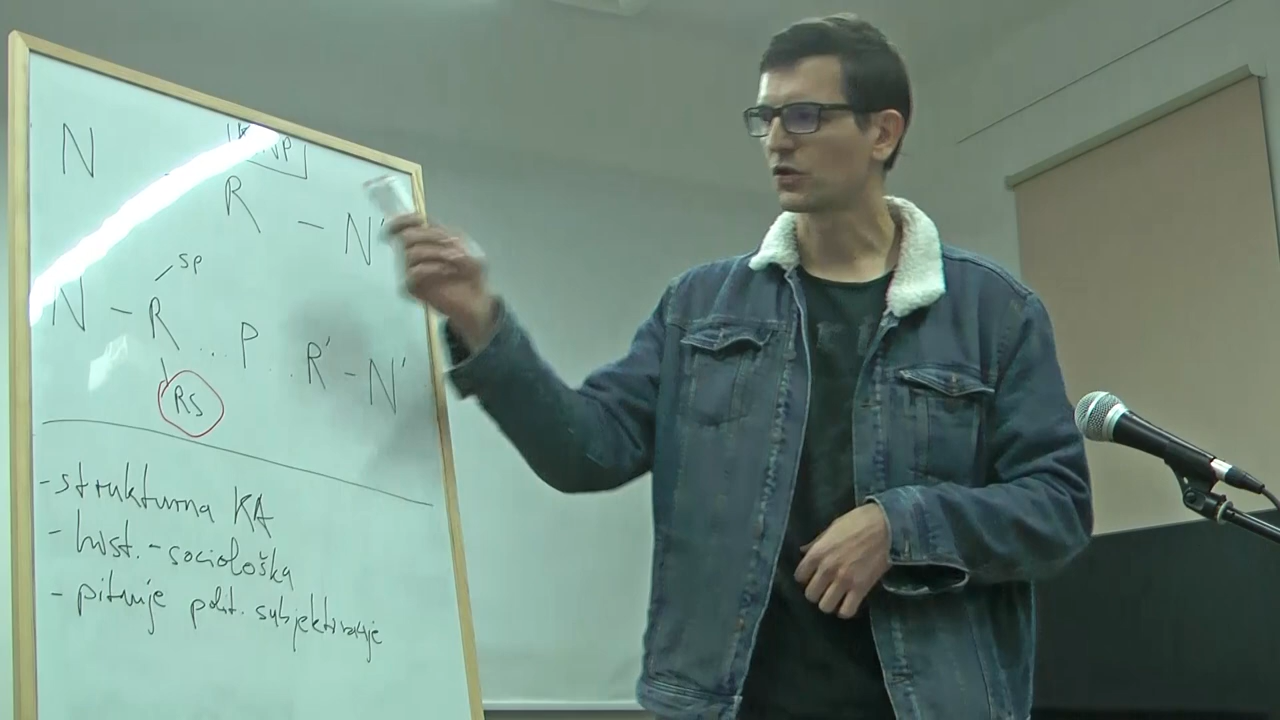 N
R – N'
SP
N – R ... P ... R' – N'
RS
- strukturna KA
- hist. - sociološka
- pitanje polit. subjektivacije